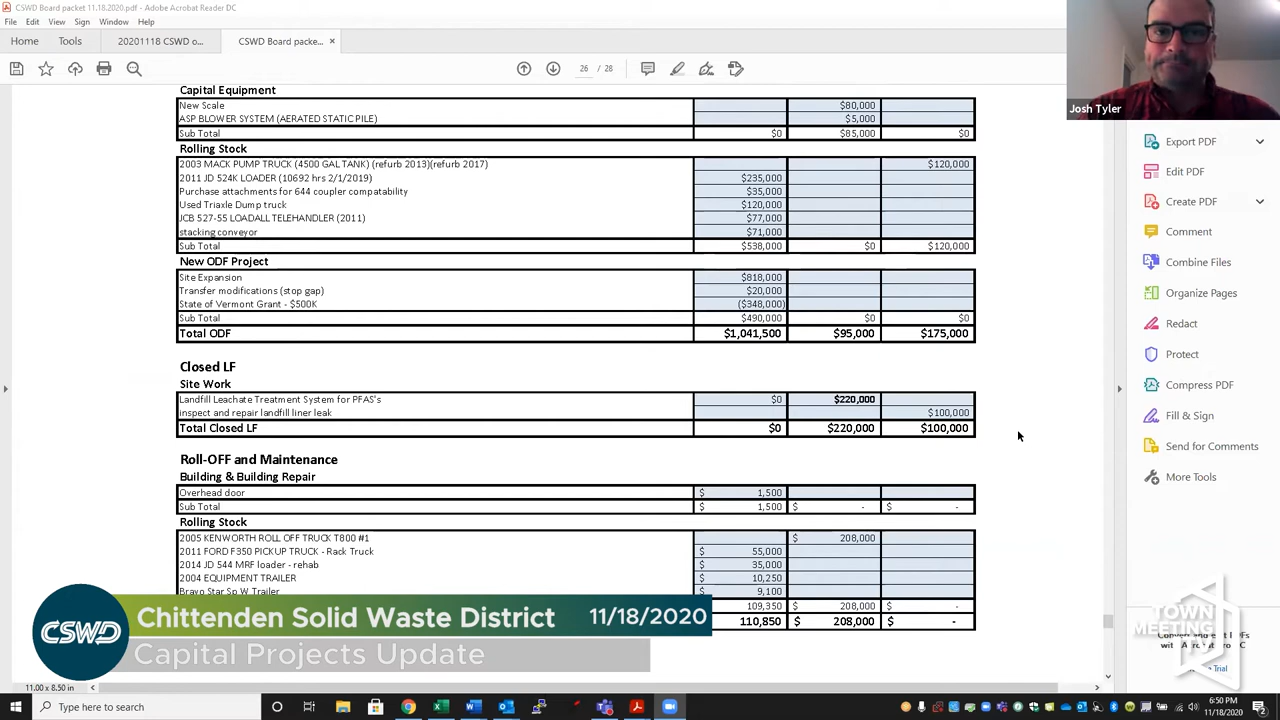 CSWD Board packet 11.18.2020.pdf - Adobe Acrobat Reader DC
File Edit View Sign Window Help
Home Tools 20201118 CSWD o... CSWD Board packe... ×
26 / 28
Josh Tyler
Capital Equipment
New Scale $80,000
ASP BLOWER SYSTEM (AERATED STATIC PILE) $5,000
Sub Total $0 $85,000 $0
Rolling Stock
2003 MACK PUMP TRUCK (4500 GAL TANK) (refurb 2013)(refurb 2017) $120,000
2011 JD 524K LOADER (10692 hrs 2/1/2019) $235,000
Purchase attachments for 644 coupler compatability $35,000
Used Triaxle Dump truck $120,000
JCB 527-55 LOADALL TELEHANDLER (2011) $77,000
stacking conveyor $71,000
Sub Total $538,000 $0 $120,000
New ODF Project
Site Expansion $818,000
Transfer modifications (stop gap) $20,000
State of Vermont Grant - $500K ($348,000)
Sub Total $490,000 $0 $0
Total ODF $1,041,500 $95,000 $175,000
Closed LF
Site Work
Landfill Leachate Treatment System for PFAS's $0 $220,000
inspect and repair landfill liner leak $100,000
Total Closed LF $0 $220,000 $100,000
Roll-OFF and Maintenance
Building & Building Repair
Overhead door $ 1,500
Sub Total $ 1,500 $ - $ -
Rolling Stock
2005 KENWORTH ROLL OFF TRUCK T800 #1 $ 208,000
2011 FORD F350 PICKUP TRUCK - Rack Truck $ 55,000
2014 JD 544 MRF loader - rehab $ 35,000
2004 EQUIPMENT TRAILER $ 10,250
Bravo Star Sp W Trailer $ 9,100
109,350 $ 208,000 $ -
110,850 $ 208,000 $ -
Export PDF
Edit PDF
Create PDF
Comment
Combine Files
Organize Pages
Redact
Protect
Compress PDF
Fill & Sign
Send for Comments
More Tools
CSWD
Chittenden Solid Waste District 11/18/2020
Capital Projects Update
TOWN
MEETING
TV
11.00 x 8.50 in
Type here to search
6:50 PM
11/18/2020